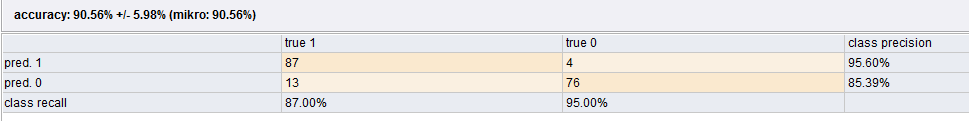 accuracy: 90.56% +/- 5.98% (mikro: 90.56%)
true 1 true 0 class precision
pred. 1 87 4 95.60%
pred. 0 13 76 85.39%
class recall 87.00% 95.00%